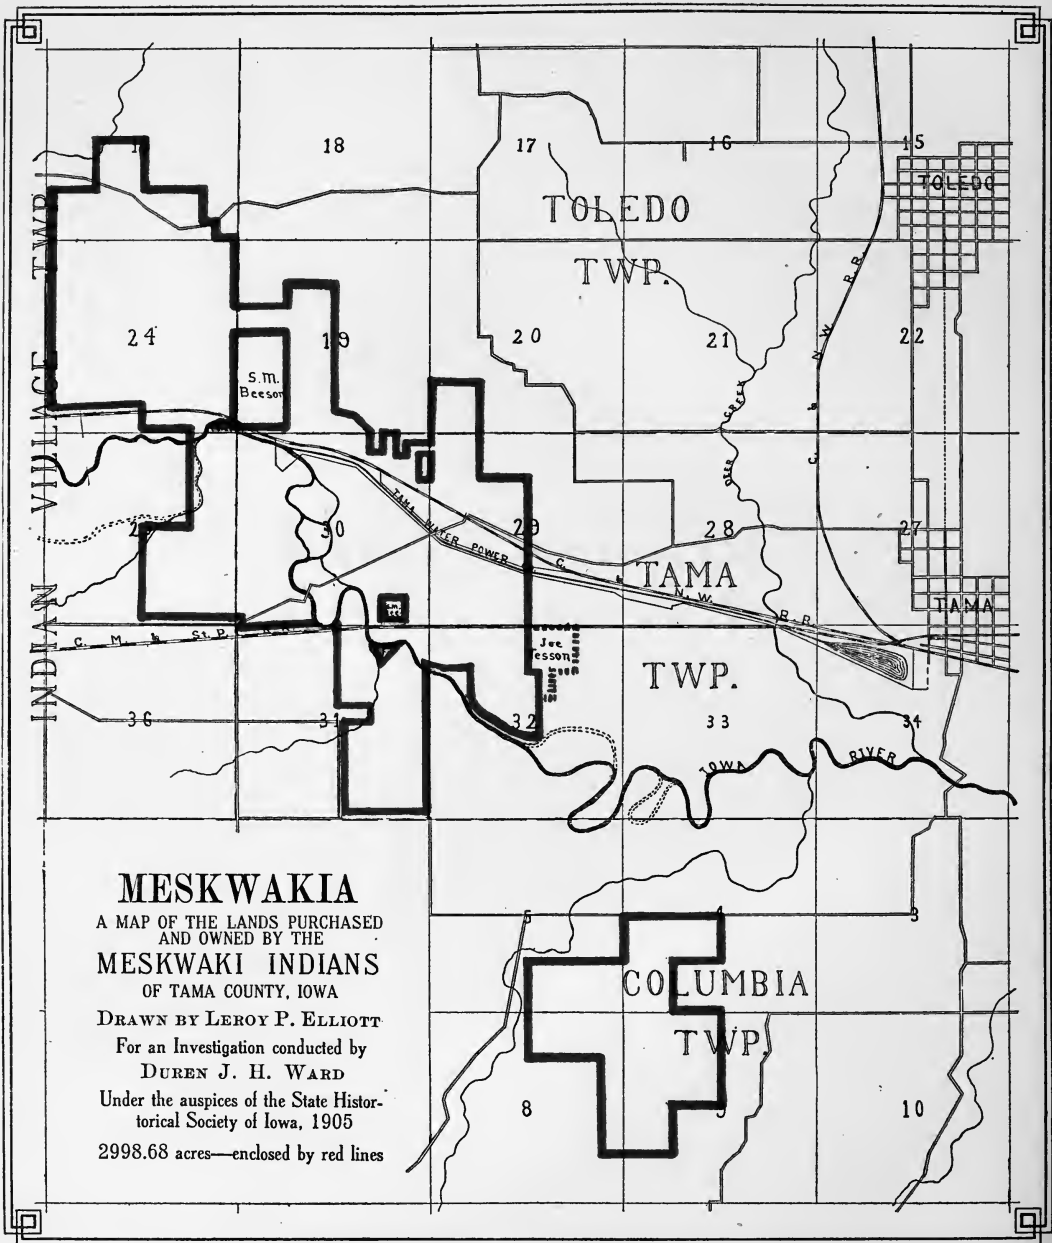 18
17
16
15
TOLEDO
TOLEDO
TWP.
INDIAN VILLAGE TWP.
24
19
20
21
22
S.M.
Beeson
C. & N. W. R. R.
DEER CREEK
30
29
28
27
TAMA WATER POWER
C. & N. W. R. R.
TAMA
TAMA
TWP.
C. M. & St. P. R. R.
Joe
Tesson
36
31
32
33
34
IOWA RIVER
5
4
3
COLUMBIA
TWP.
8
9
10
MESKWAKIA
A MAP OF THE LANDS PURCHASED
AND OWNED BY THE
MESKWAKI INDIANS
OF TAMA COUNTY, IOWA
DRAWN BY LEROY P. ELLIOTT
For an Investigation conducted by
DUREN J. H. WARD
Under the auspices of the State Histor-
torical Society of Iowa, 1905
2998.68 acres—enclosed by red lines